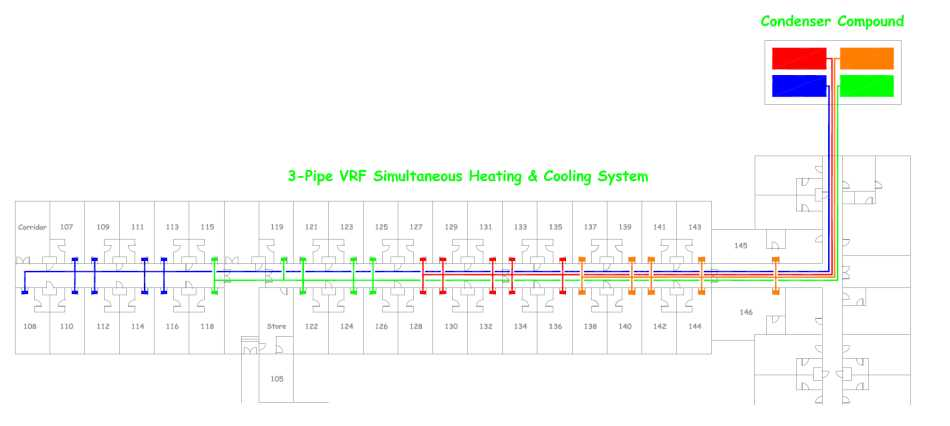 Condenser Compound
3-Pipe VRF Simultaneous Heating & Cooling System
Corridor 107 109 111 113 115 119 121 123 125 127 129 131 133 135 137 139 141 143
145
146
108 110 112 114 116 118 Store 122 124 126 128 130 132 134 136 138 140 142 144
105